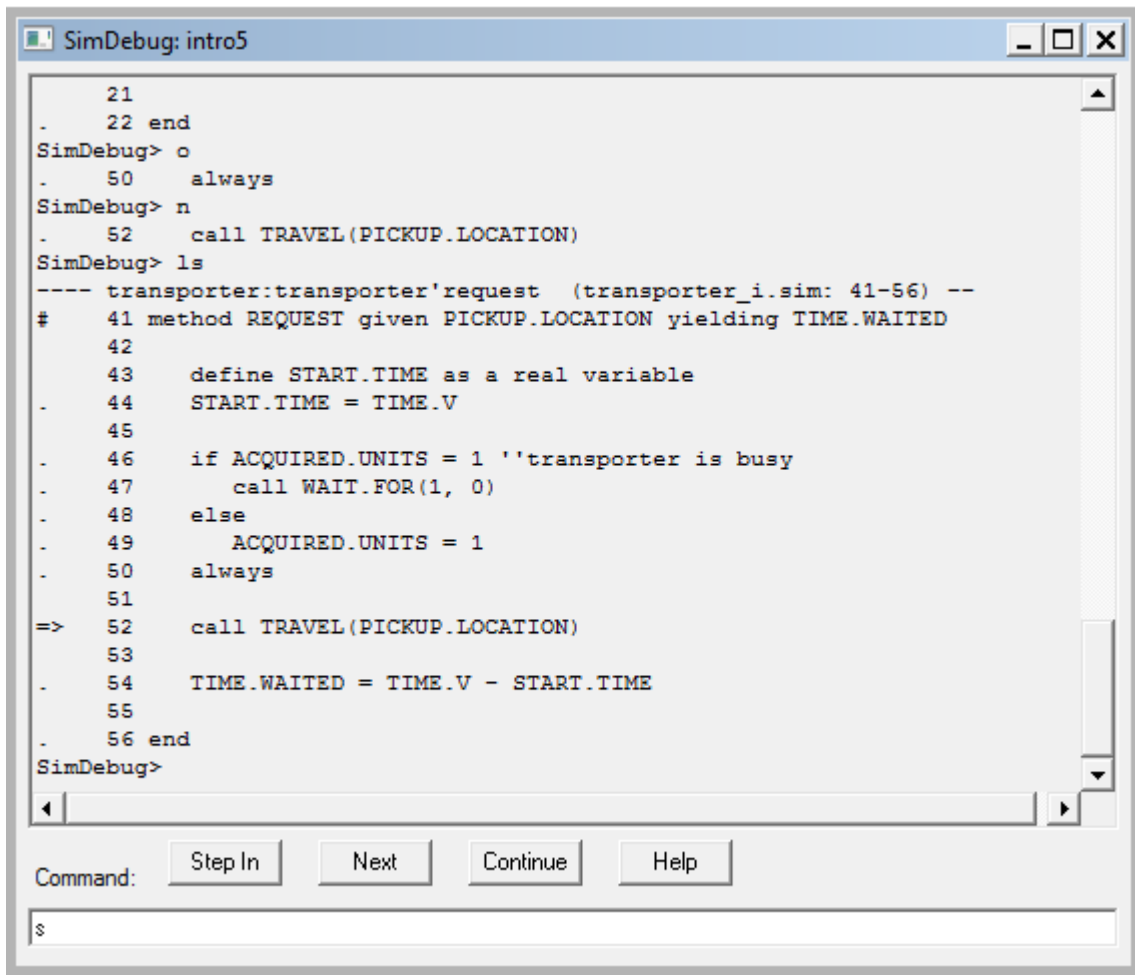 SimDebug: intro5
21
. 22 end
SimDebug> o
. 50 always
SimDebug> n
. 52 call TRAVEL(PICKUP.LOCATION)
SimDebug> ls
---- transporter:transporter'request (transporter_i.sim: 41-56) --
# 41 method REQUEST given PICKUP.LOCATION yielding TIME.WAITED
42
43 define START.TIME as a real variable
. 44 START.TIME = TIME.V
45
. 46 if ACQUIRED.UNITS = 1 ''transporter is busy
. 47 call WAIT.FOR(1, 0)
. 48 else
. 49 ACQUIRED.UNITS = 1
. 50 always
51
=> 52 call TRAVEL(PICKUP.LOCATION)
53
. 54 TIME.WAITED = TIME.V - START.TIME
55
. 56 end
SimDebug>
Command: Step In Next Continue Help
s